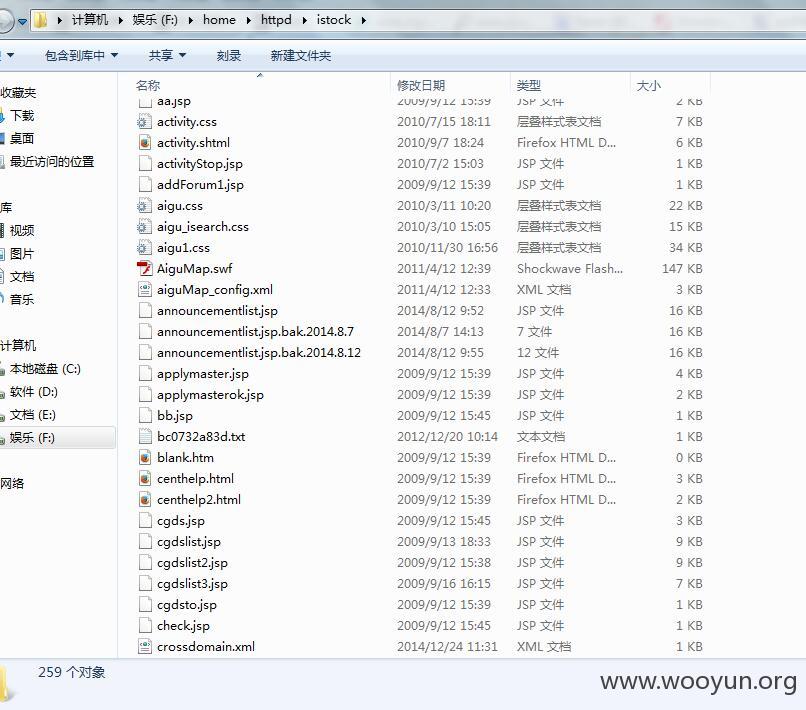 计算机 娱乐 (F:) home httpd istock
包含到库中 共享 刻录 新建文件夹
名称 修改日期 类型 大小
aa.jsp 2009/9/12 15:39 JSP 文件 2 KB
activity.css 2010/7/15 18:11 层叠样式表文档 7 KB
activity.shtml 2010/9/7 18:24 Firefox HTML D... 6 KB
activityStop.jsp 2010/7/2 15:03 JSP 文件 1 KB
addForum1.jsp 2009/9/12 15:39 JSP 文件 1 KB
aigu.css 2010/3/11 10:20 层叠样式表文档 22 KB
aigu_isearch.css 2010/3/10 15:05 层叠样式表文档 15 KB
aigu1.css 2010/11/30 16:56 层叠样式表文档 34 KB
AiguMap.swf 2011/4/12 12:39 Shockwave Flash... 147 KB
aiguMap_config.xml 2011/4/12 12:33 XML 文档 3 KB
announcementlist.jsp 2014/8/12 9:52 JSP 文件 16 KB
announcementlist.jsp.bak.2014.8.7 2014/8/7 14:13 7 文件 16 KB
announcementlist.jsp.bak.2014.8.12 2014/8/12 9:55 12 文件 16 KB
applymaster.jsp 2009/9/12 15:39 JSP 文件 4 KB
applymasterok.jsp 2009/9/12 15:39 JSP 文件 2 KB
bb.jsp 2009/9/12 15:45 JSP 文件 1 KB
bc0732a83d.txt 2012/12/20 10:14 文本文档 1 KB
blank.htm 2009/9/12 15:39 Firefox HTML D... 0 KB
centhelp.html 2009/9/12 15:39 Firefox HTML D... 3 KB
centhelp2.html 2009/9/12 15:39 Firefox HTML D... 2 KB
cgds.jsp 2009/9/12 15:45 JSP 文件 3 KB
cgdslist.jsp 2009/9/13 18:33 JSP 文件 9 KB
cgdslist2.jsp 2009/9/12 15:38 JSP 文件 9 KB
cgdslist3.jsp 2009/9/16 16:15 JSP 文件 7 KB
cgdsto.jsp 2009/9/12 15:39 JSP 文件 1 KB
check.jsp 2009/9/12 15:45 JSP 文件 1 KB
crossdomain.xml 2014/12/24 11:31 XML 文档 1 KB
收藏夹
下载
桌面
最近访问的位置
库
视频
图片
文档
音乐
计算机
本地磁盘 (C:)
软件 (D:)
文档 (E:)
娱乐 (F:)
网络
259 个对象
www.wooyun.org